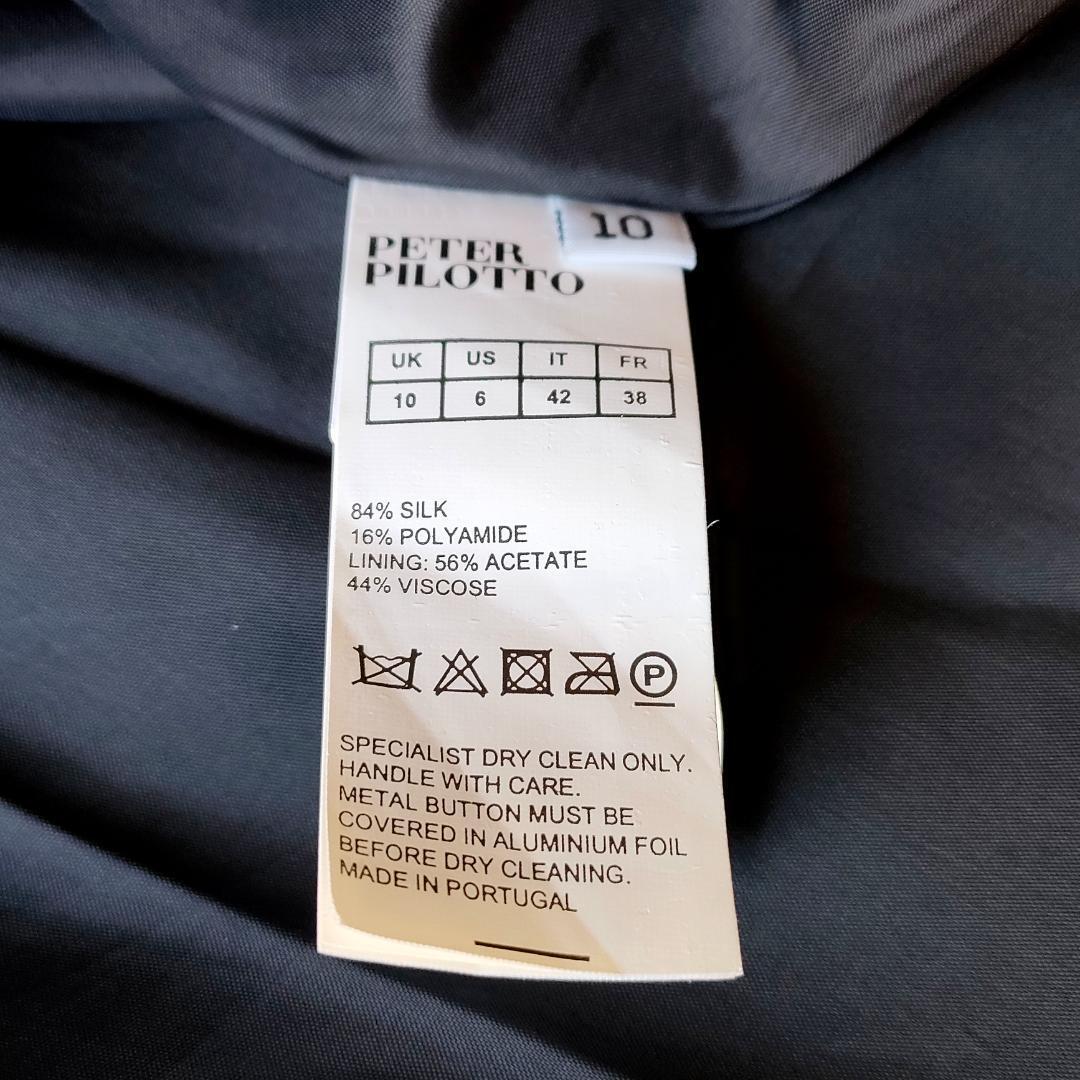 10
PETER
PILOTTO
UK US IT FR
10 6 42 38
84% SILK
16% POLYAMIDE
LINING: 56% ACETATE
44% VISCOSE
P
SPECIALIST DRY CLEAN ONLY.
HANDLE WITH CARE.
METAL BUTTON MUST BE
COVERED IN ALUMINIUM FOIL
BEFORE DRY CLEANING.
MADE IN PORTUGAL